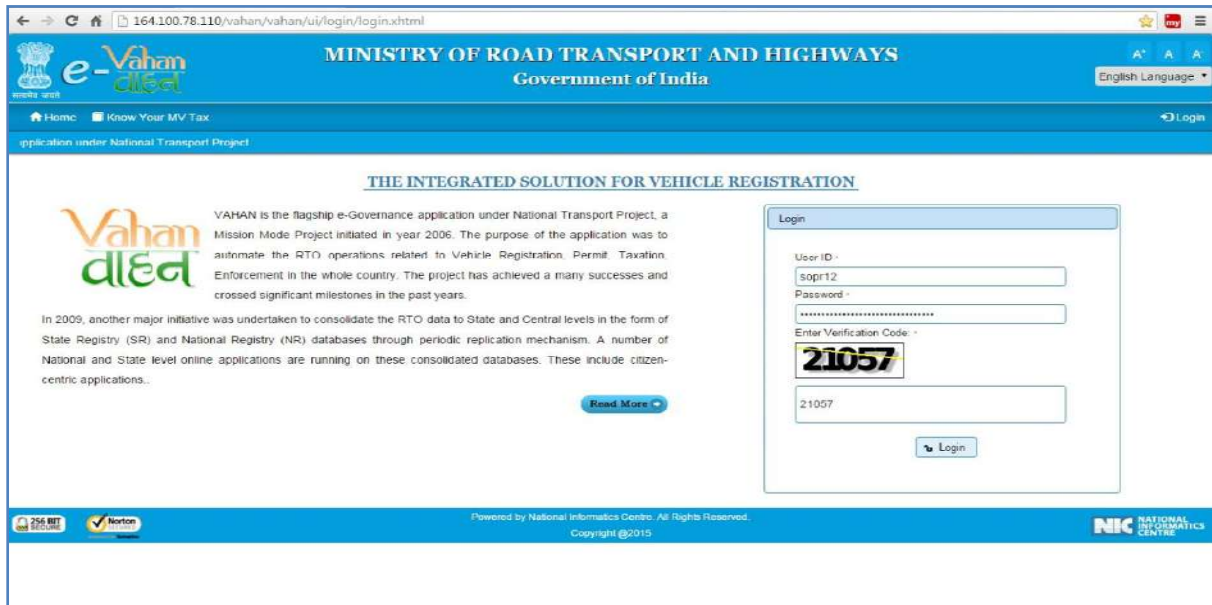 164.100.78.110/vahan/vahan/ui/login/login.xhtml
my
सत्यमेव जयते
e-Vahan
वाहन
MINISTRY OF ROAD TRANSPORT AND HIGHWAYS
Government of India
A+ A A-
English Language
Home Know Your MV Tax
Login
pplication under National Transport Project
THE INTEGRATED SOLUTION FOR VEHICLE REGISTRATION
Vahan
वाहन
VAHAN is the flagship e-Governance application under National Transport Project, a
Mission Mode Project initiated in year 2006. The purpose of the application was to
automate the RTO operations related to Vehicle Registration, Permit, Taxation,
Enforcement in the whole country. The project has achieved a many successes and
crossed significant milestones in the past years.
In 2009, another major initiative was undertaken to consolidate the RTO data to State and Central levels in the form of
State Registry (SR) and National Registry (NR) databases through periodic replication mechanism. A number of
National and State level online applications are running on these consolidated databases. These include citizen-
centric applications..
Read More
Login
User ID
sopr12
Password
Enter Verification Code:
21057
21057
Login
256 BIT
SECURE
Norton
Powered by National Informatics Centre. All Rights Reserved.
Copyright @2015
NIC NATIONAL
INFORMATICS
CENTRE